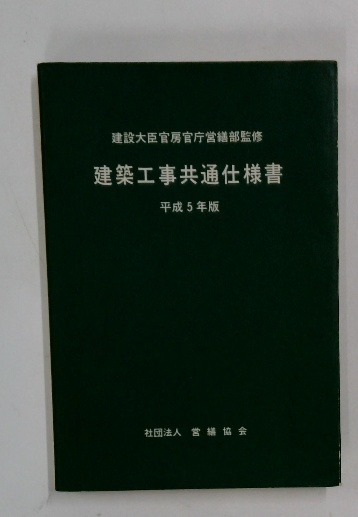 建設大臣官房官庁営繕部監修
建築工事共通仕様書
平成5年版
社団法人 営繕協会